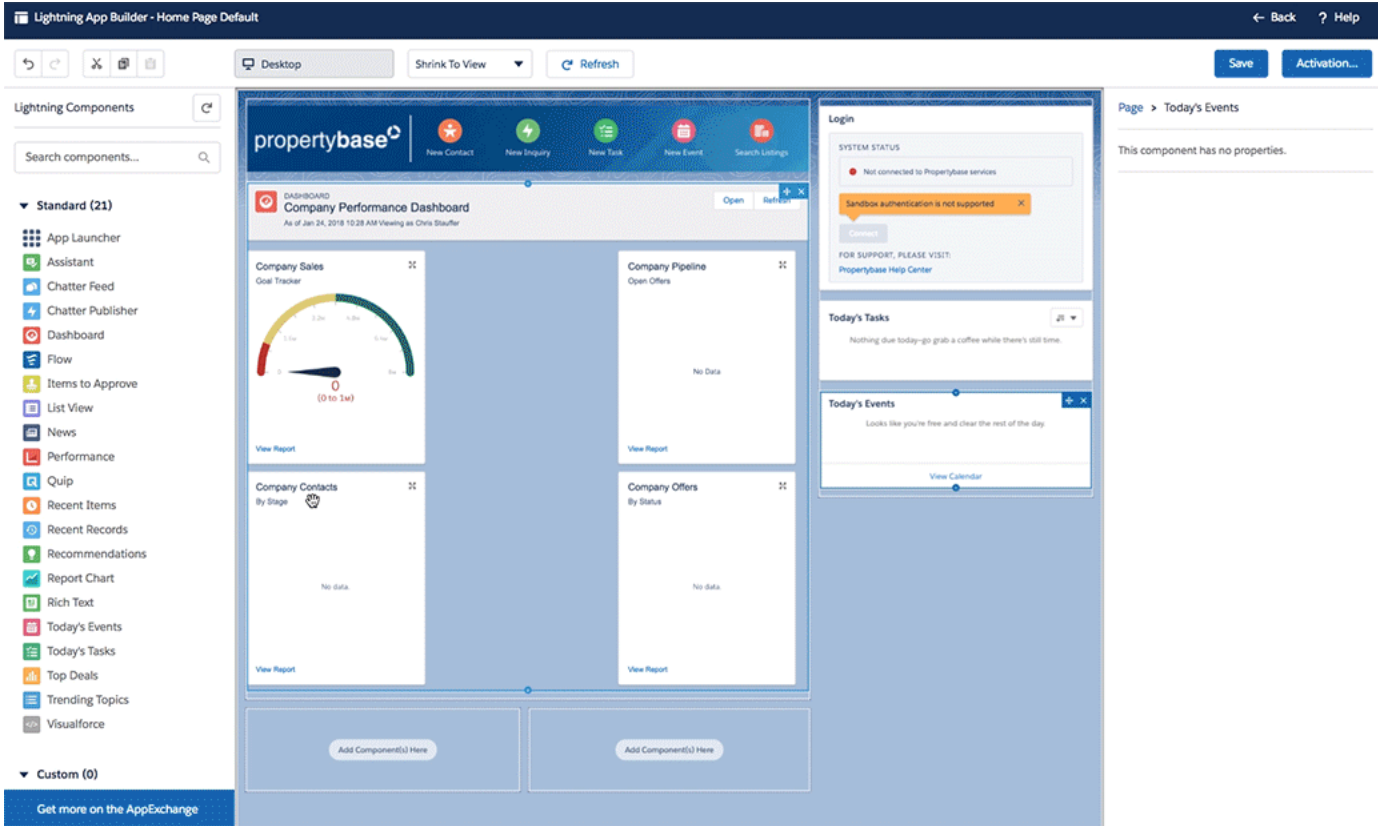 Lightning App Builder - Home Page Default
Back
? Help
Desktop
Shrink To View
Refresh
Save
Activation...
Lightning Components
Search components...
Standard (21)
App Launcher
Assistant
Chatter Feed
Chatter Publisher
Dashboard
Flow
Items to Approve
List View
News
Performance
Quip
Recent Items
Recent Records
Recommendations
Report Chart
Rich Text
Today's Events
Today's Tasks
Top Deals
Trending Topics
Visualforce
Custom (0)
Get more on the AppExchange
propertybase
New Contact
New Inquiry
New Task
New Event
Search Listings
DASHBOARD
Company Performance Dashboard
As of Jan 24, 2018 10:28 AM Viewing as Chris Stauffer
Open
Refresh
Company Sales
Goal Tracker
0
(0 to 1M)
View Report
Company Pipeline
Open Offers
No Data
View Report
Company Contacts
By Stage
No data.
View Report
Company Offers
By Status
No data.
View Report
Add Component(s) Here
Add Component(s) Here
Login
SYSTEM STATUS
Not connected to Propertybase services
Sandbox authentication is not supported
FOR SUPPORT, PLEASE VISIT:
Propertybase Help Center
Today's Tasks
Nothing due today–go grab a coffee while there's still time.
Today's Events
Looks like you're free and clear the rest of the day.
View Calendar
Page > Today's Events
This component has no properties.